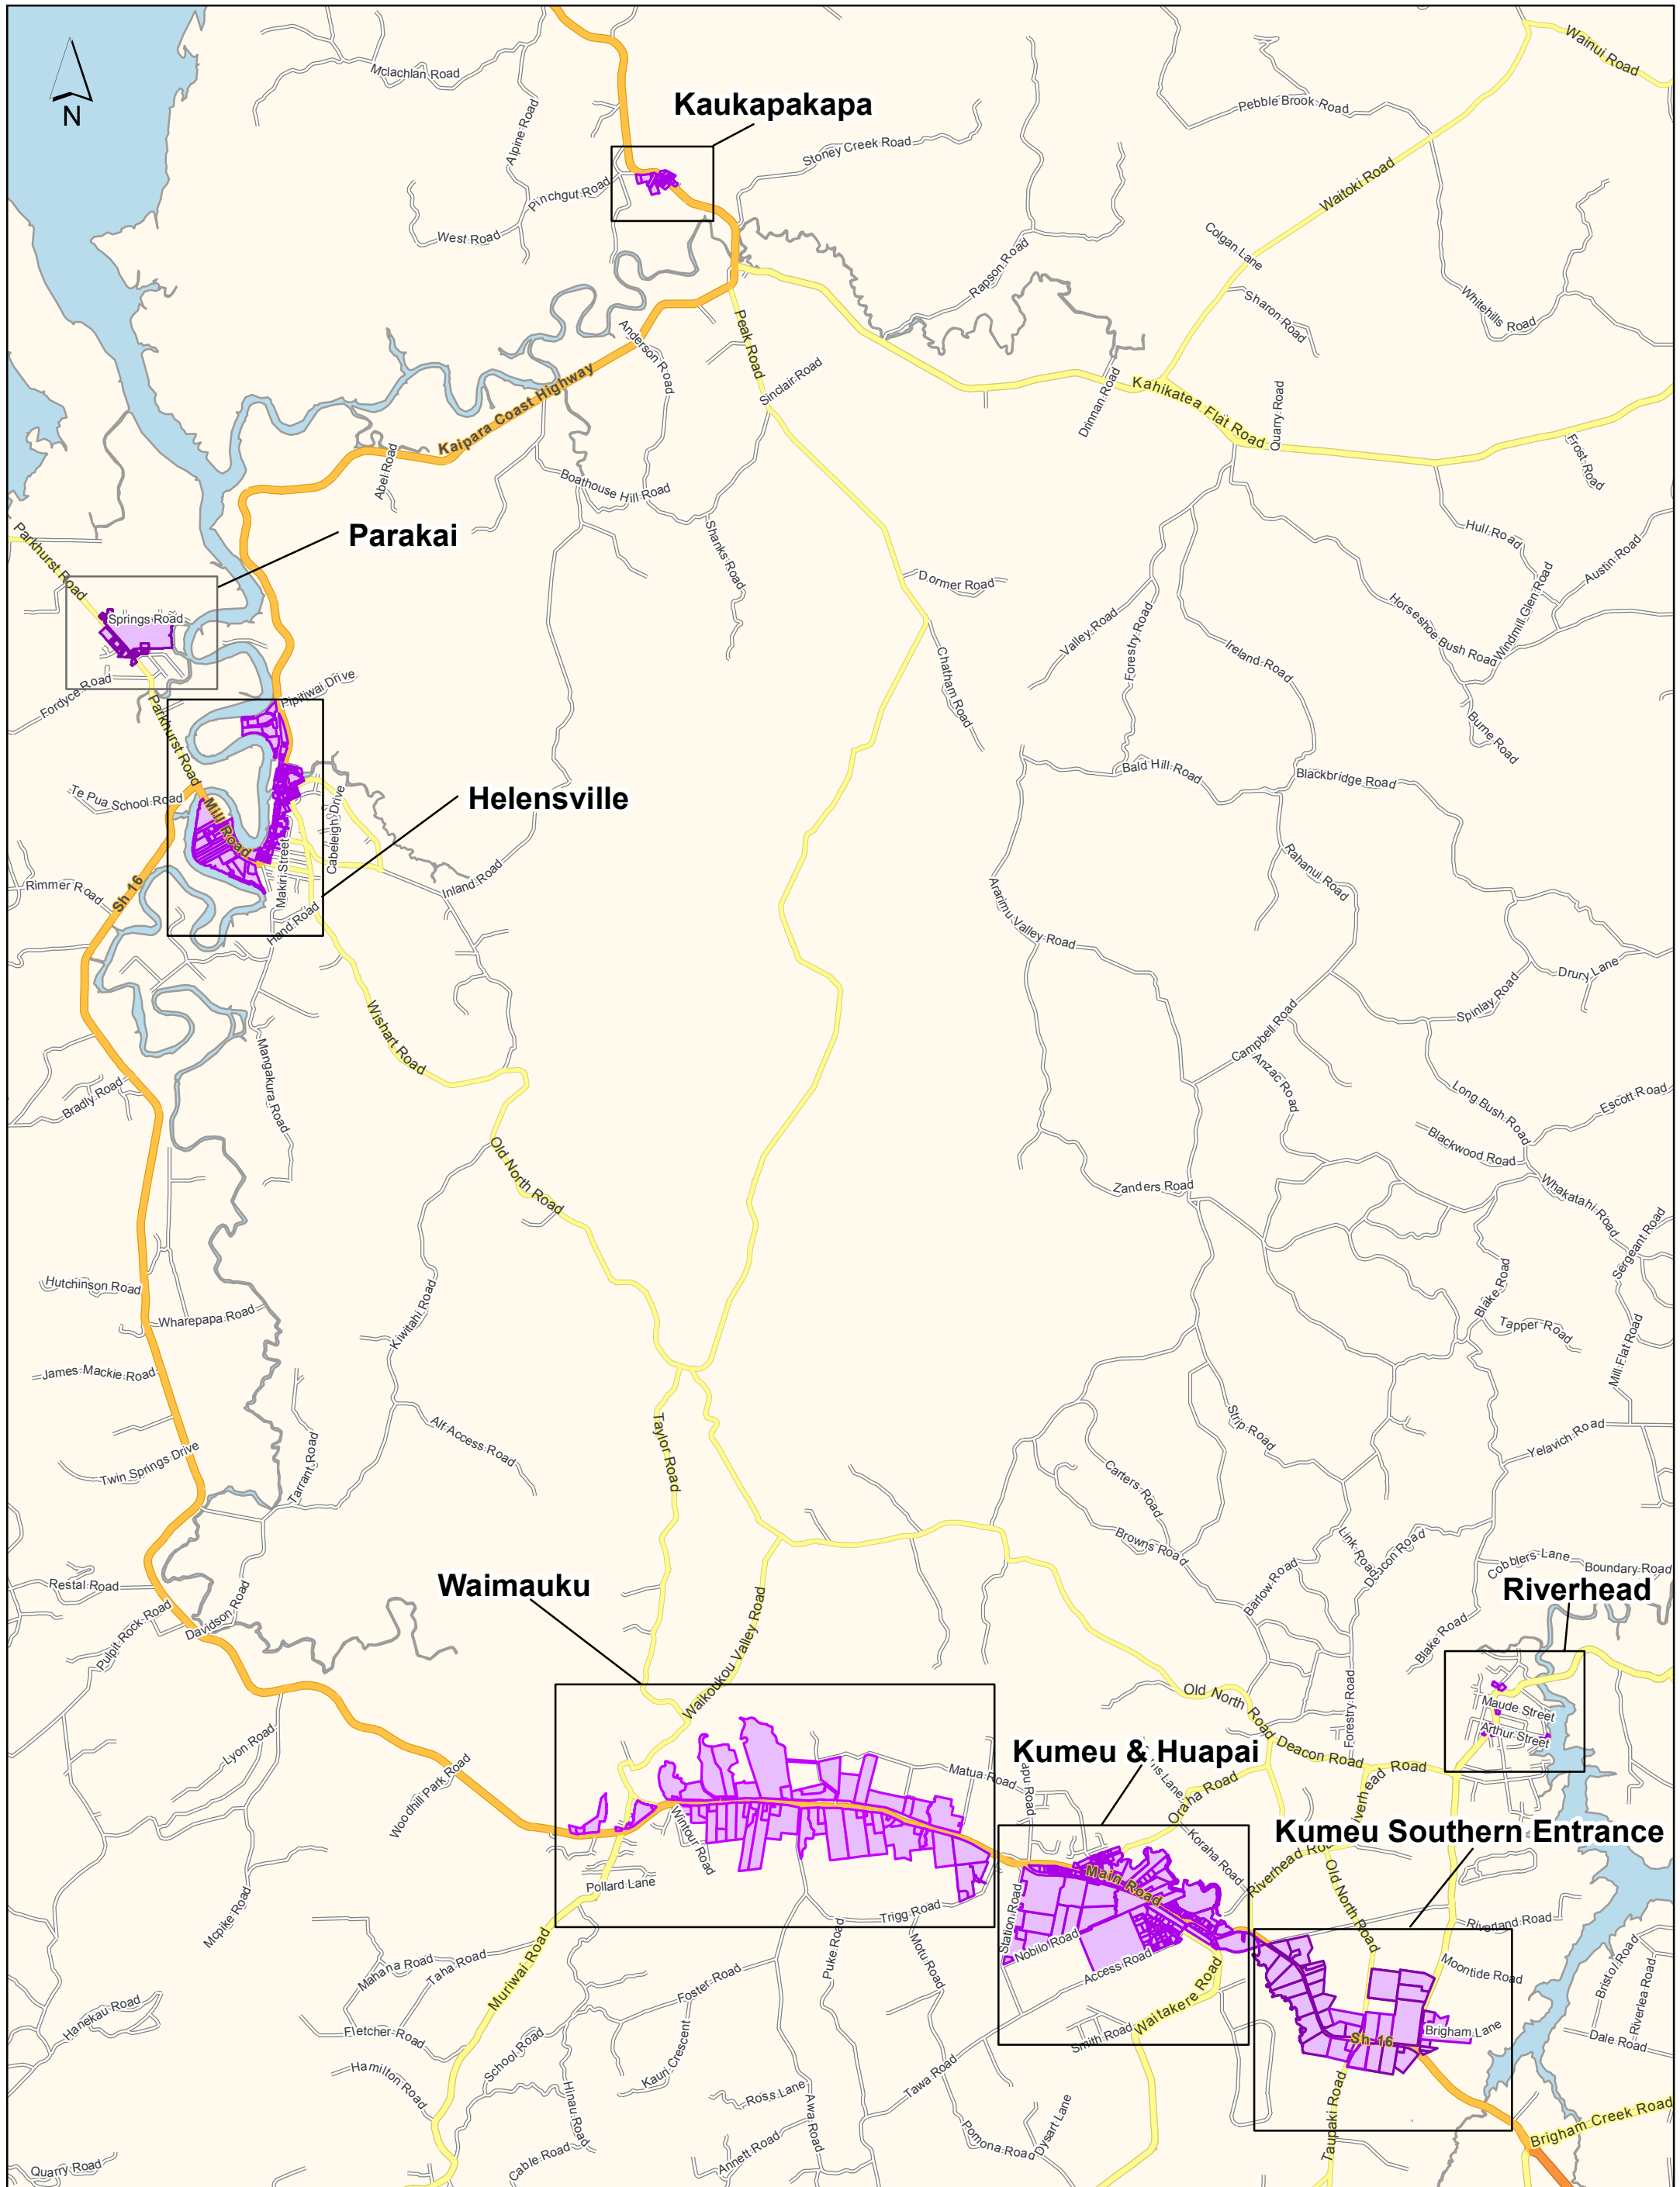 Wainui Road
Mclachlan Road
N
Kaukapakapa
Pebble Brook Road
Alpine Road
Stoney Creek Road
Waitoki Road
Pinchgut Road
West Road
Colgan Lane
Rapson Road
Sharon Road
Whitehills Road
Peak Road
Anderson Road
Sinclair Road
Kaipara Coast Highway
Drinnan Road
Kahikatea Flat Road
Quarry Road
Frost Road
Abel Road
Boathouse Hill Road
Parkhurst Road
Parakai
Shanks Road
Hull Road
Austin Road
Windmill Glen Road
Dormer Road
Springs Road
Valley Road
Forestry Road
Horseshoe Bush Road
Ireland Road
Chatham Road
Fordyce Road
Pipitiwai Drive
Parkhurst Road
Burne Road
Bald Hill Road
Blackbridge Road
Te Pua School Road
Mill Road
Helensville
Cabeleigh Drive
Makiri Street
Rahanui Road
Rimmer Road
Sh 16
Inland Road
Hand Road
Ararimu Valley Road
Drury Lane
Spinlay Road
Wishart Road
Campbell Road
Anzac Road
Mangakura Road
Bradly Road
Long Bush Road
Escott Road
Blackwood Road
Old North Road
Zanders Road
Whakatahi Road
Sergeant Road
Hutchinson Road
Wharepapa Road
Kiwitahi Road
Blake Road
Tapper Road
Mill Flat Road
James Mackie Road
Taylor Road
Alf Access Road
Strip Road
Yelavich Road
Twin Springs Drive
Tarrant Road
Carters Road
Browns Road
Link Road
Deacon Road
Cobblers Lane
Boundary Road
Restal Road
Waimauku
Riverhead
Barlow Road
Davidson Road
Pulpit Rock Road
Waikoukou Valley Road
Blake Road
Forestry Road
Old North Road
Maude Street
Arthur Street
Lyon Road
Woodhill Park Road
Kumeu & Huapai
Deacon Road
Matua Road
Oraha Road
Riverhead Road
Kumeu Southern Entrance
Wintour Road
Koraha Road
Main Road
Riverhead Road
Pollard Lane
Old North Road
Mcpike Road
Trigg Road
Station Road
Riverland Road
Nobilo Road
Access Road
Puke Road
Motu Road
Moontide Road
Bristol Road
Riverlea Road
Mahana Road
Taha Road
Muriwai Road
Foster Road
Waitakere Road
Hanekau Road
Fletcher Road
School Road
Kauri Crescent
Smith Road
Sh 16
Brigham Lane
Dale Road
Hamilton Road
Hinau Road
Ross Lane
Awa Road
Tawa Road
Pomona Road
Dysart Lane
Taupaki Road
Brigham Creek Road
Quarry Road
Cable Road
Annett Road